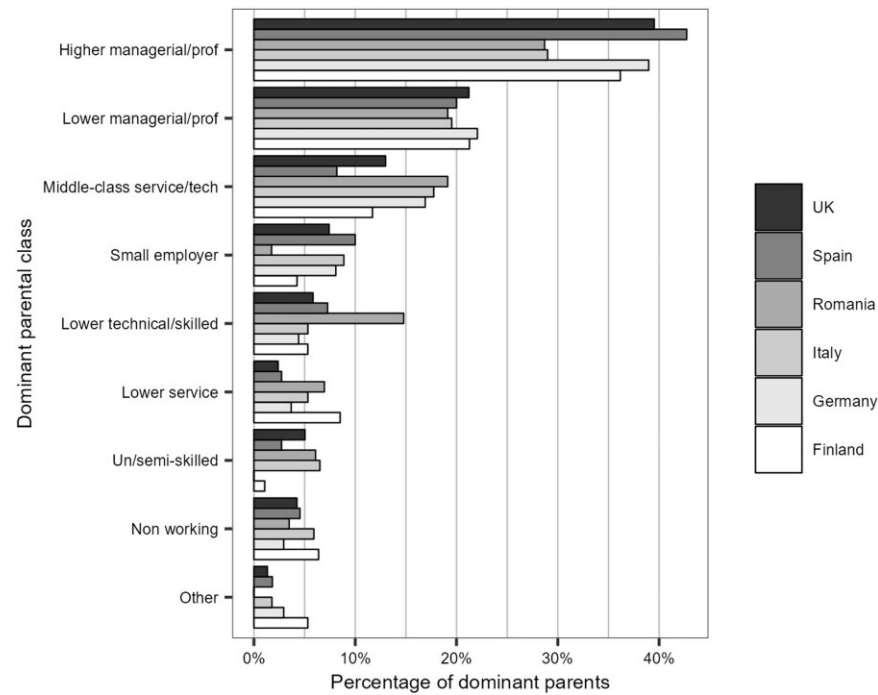 Higher managerial/prof
Lower managerial/prof
Middle-class service/tech
Small employer
Lower technical/skilled
Lower service
Un/semi-skilled
Non working
Other
Dominant parental class
0% 10% 20% 30% 40%
Percentage of dominant parents
UK
Spain
Romania
Italy
Germany
Finland